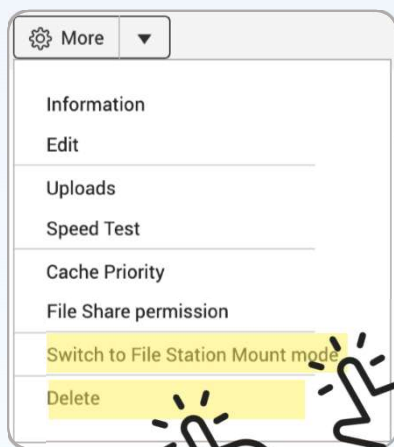 More
Information
Edit
Uploads
Speed Test
Cache Priority
File Share permission
Switch to File Station Mount mode
Delete